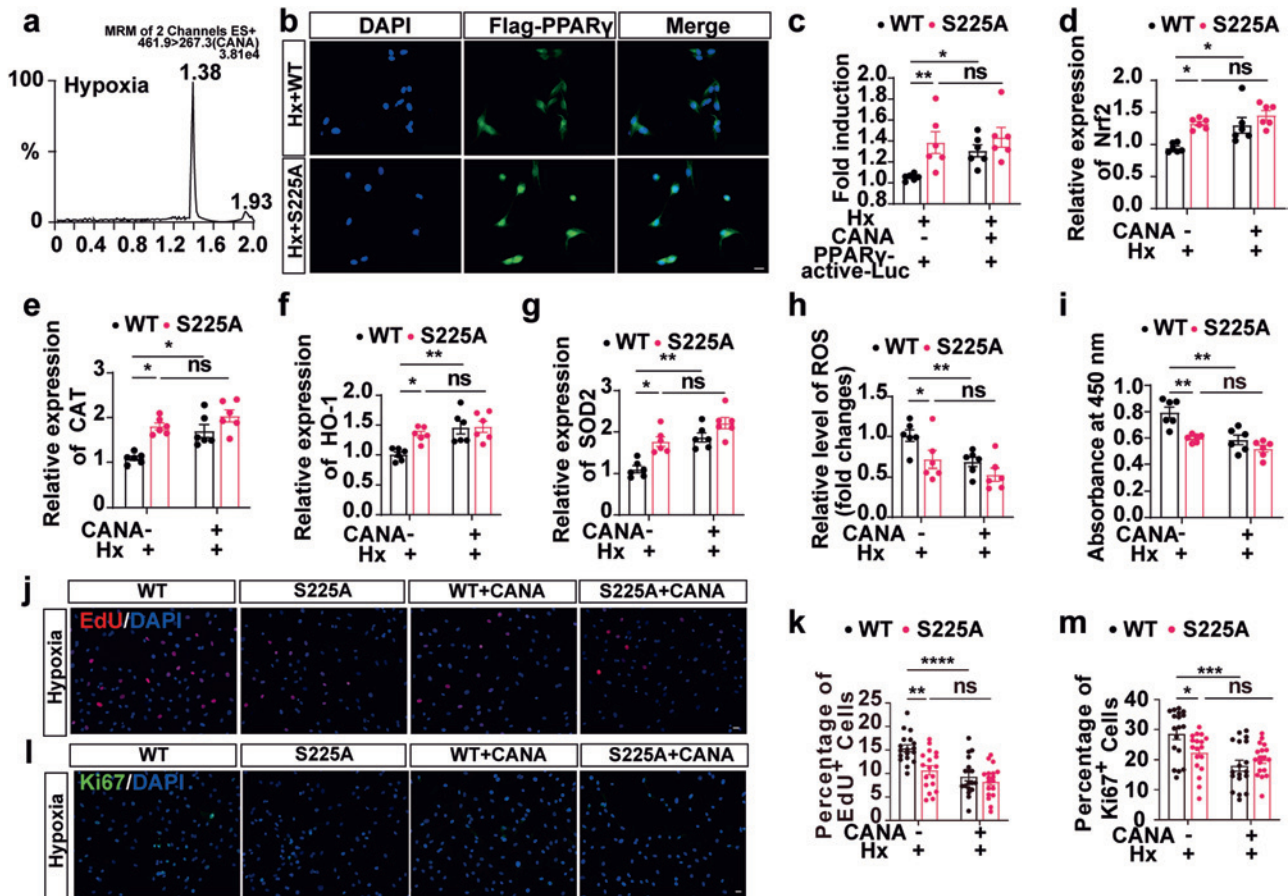 a
MRM of 2 Channels ES+
461.9>267.3(CANA)
3.81e4
Hypoxia
1.38
1.93
100
%
0
0 0.4 0.8 1.2 1.6 2.0
b
DAPI Flag-PPARγ Merge
Hx+WT
Hx+S225A
c
WT S225A
*
** ns
Fold induction
2.0
1.8
1.6
1.4
1.2
1.0
Hx + +
CANA - +
PPARγ-active-Luc + +
d
WT S225A
*
* ns
Relative expression of Nrf2
2.0
1.5
1.0
0.5
0.0
CANA - +
Hx + +
e
WT S225A
*
* ns
Relative expression of CAT
3
2
1
0
CANA- +
Hx + +
f
WT S225A
**
* ns
Relative expression of HO-1
2.0
1.5
1.0
0.5
0.0
CANA- +
Hx + +
g
WT S225A
**
* ns
Relative expression of SOD2
3
2
1
0
CANA- +
Hx + +
h
WT S225A
**
* ns
Relative level of ROS (fold changes)
1.5
1.0
0.5
0.0
CANA - +
Hx + +
i
WT S225A
**
** ns
Absorbance at 450 nm
1.0
0.8
0.6
0.4
0.2
0.0
CANA - +
Hx + +
j
WT S225A WT+CANA S225A+CANA
EdU/DAPI
Hypoxia
k
WT S225A
****
** ns
Percentage of EdU+ Cells
25
20
15
10
5
0
CANA - +
Hx + +
l
WT S225A WT+CANA S225A+CANA
Ki67/DAPI
Hypoxia
m
WT S225A
***
* ns
Percentage of Ki67+ Cells
40
30
20
10
0
CANA - +
Hx + +